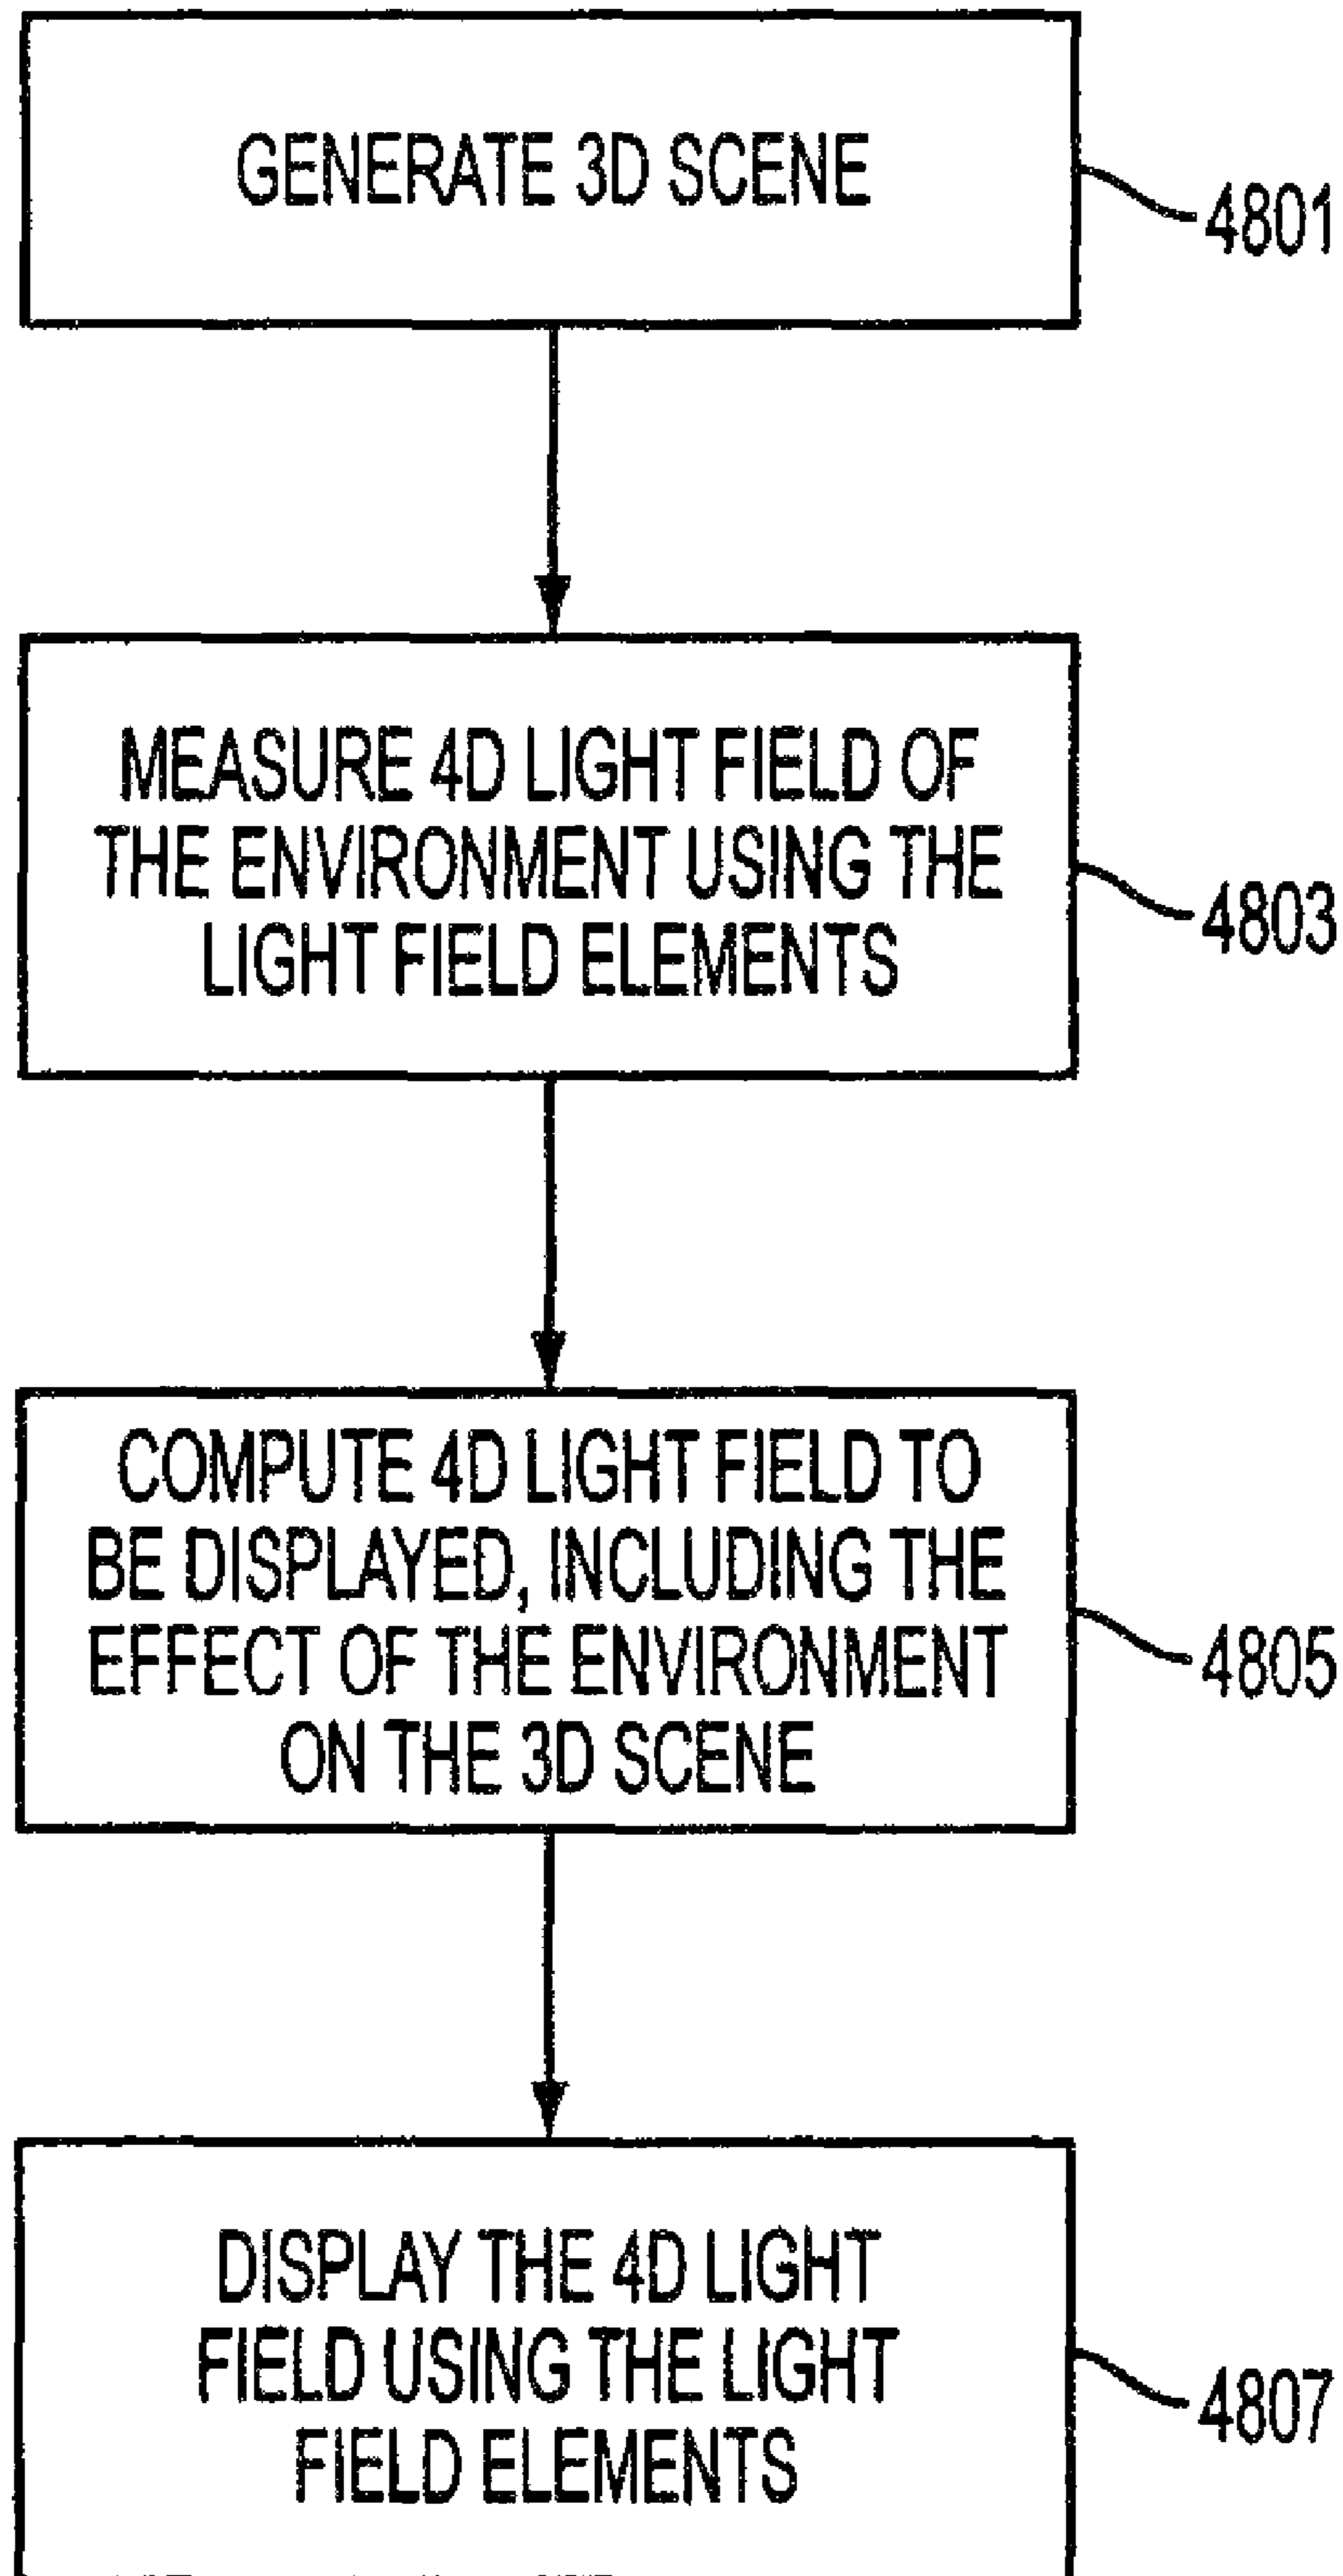 GENERATE 3D SCENE
4801
MEASURE 4D LIGHT FIELD OF
THE ENVIRONMENT USING THE
LIGHT FIELD ELEMENTS
4803
COMPUTE 4D LIGHT FIELD TO
BE DISPLAYED, INCLUDING THE
EFFECT OF THE ENVIRONMENT
ON THE 3D SCENE
4805
DISPLAY THE 4D LIGHT
FIELD USING THE LIGHT
FIELD ELEMENTS
4807